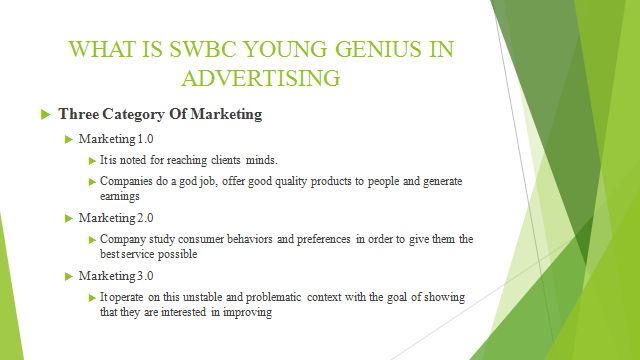 WHAT IS SWBC YOUNG GENIUS IN
ADVERTISING
Three Category Of Marketing
Marketing 1.0
It is noted for reaching clients minds.
Companies do a god job, offer good quality products to people and generate
earnings
Marketing 2.0
Company study consumer behaviors and preferences in order to give them the
best service possible
Marketing 3.0
It operate on this unstable and problematic context with the goal of showing
that they are interested in improving